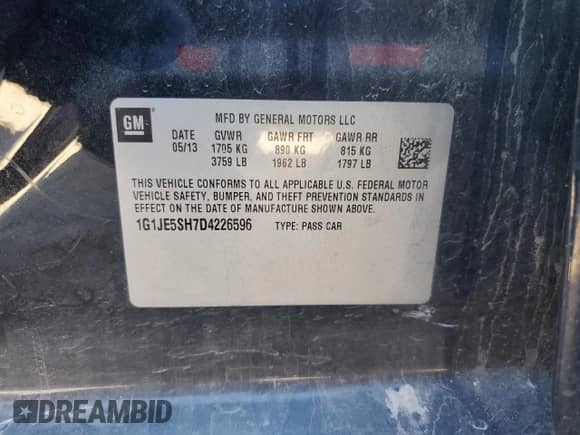 GM
MFD BY GENERAL MOTORS LLC
DATE GVWR GAWR FRT GAWR RR
05/13 1705 KG 890 KG 815 KG
3759 LB 1962 LB 1797 LB
THIS VEHICLE CONFORMS TO ALL APPLICABLE U.S. FEDERAL MOTOR
VEHICLE SAFETY, BUMPER, AND THEFT PREVENTION STANDARDS IN
EFFECT ON THE DATE OF MANUFACTURE SHOWN ABOVE.
1G1JE5SH7D4226596 TYPE: PASS CAR
DREAMBID